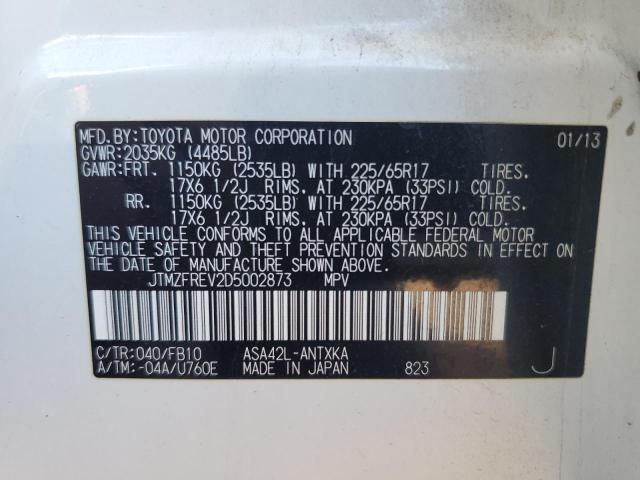 MFD.BY:TOYOTA MOTOR CORPORATION 01/13
GVWR:2035KG (4485LB)
GAWR:FRT. 1150KG (2535LB) WITH 225/65R17 TIRES.
17X6 1/2J RIMS. AT 230KPA (33PSI) COLD.
RR. 1150KG (2535LB) WITH 225/65R17 TIRES.
17X6 1/2J RIMS. AT 230KPA (33PSI) COLD.
THIS VEHICLE CONFORMS TO ALL APPLICABLE FEDERAL MOTOR
VEHICLE SAFETY AND THEFT PREVENTION STANDARDS IN EFFECT ON
THE DATE OF MANUFACTURE SHOWN ABOVE.
JTMZFREV2D5002873 MPV
C/TR:040/FB10 ASA42L-ANTXKA
A/TM:-04A/U760E MADE IN JAPAN 823 J